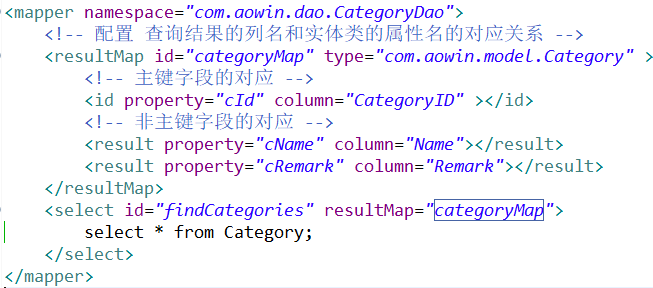 <mapper namespace="com.aowin.dao.CategoryDao">
<!-- 配置 查询结果的列名和实体类的属性名的对应关系 -->
<resultMap id="categoryMap" type="com.aowin.model.Category" >
<!-- 主键字段的对应 -->
<id property="cId" column="CategoryID" ></id>
<!-- 非主键字段的对应 -->
<result property="cName" column="Name"></result>
<result property="cRemark" column="Remark"></result>
</resultMap>
<select id="findCategories" resultMap="categoryMap">
select * from Category;
</select>
</mapper>